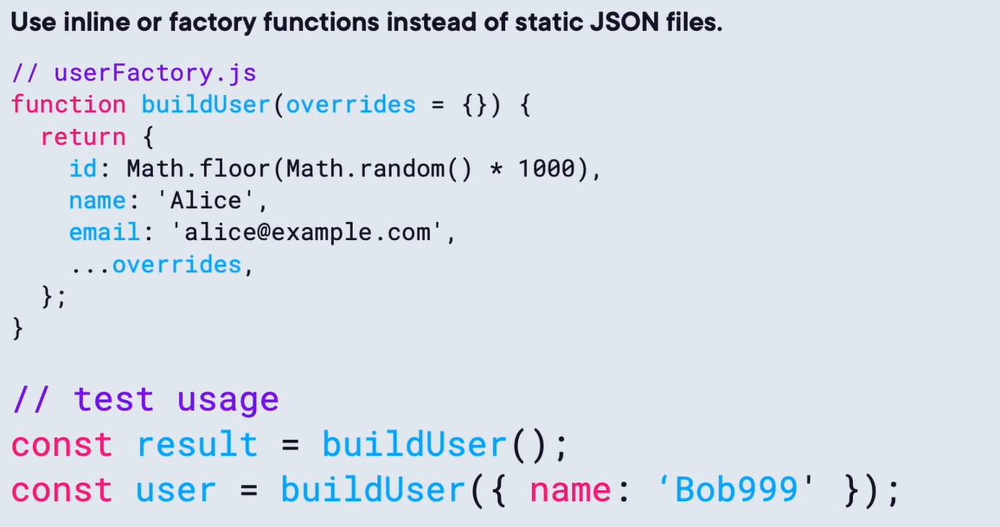 Use inline or factory functions instead of static JSON files.
// userFactory.js
function buildUser(overrides = {}) {
  return {
    id: Math.floor(Math.random() * 1000),
    name: 'Alice',
    email: 'alice@example.com',
    ...overrides,
  };
}
// test usage
const result = buildUser();
const user = buildUser({ name: ‘Bob999' });